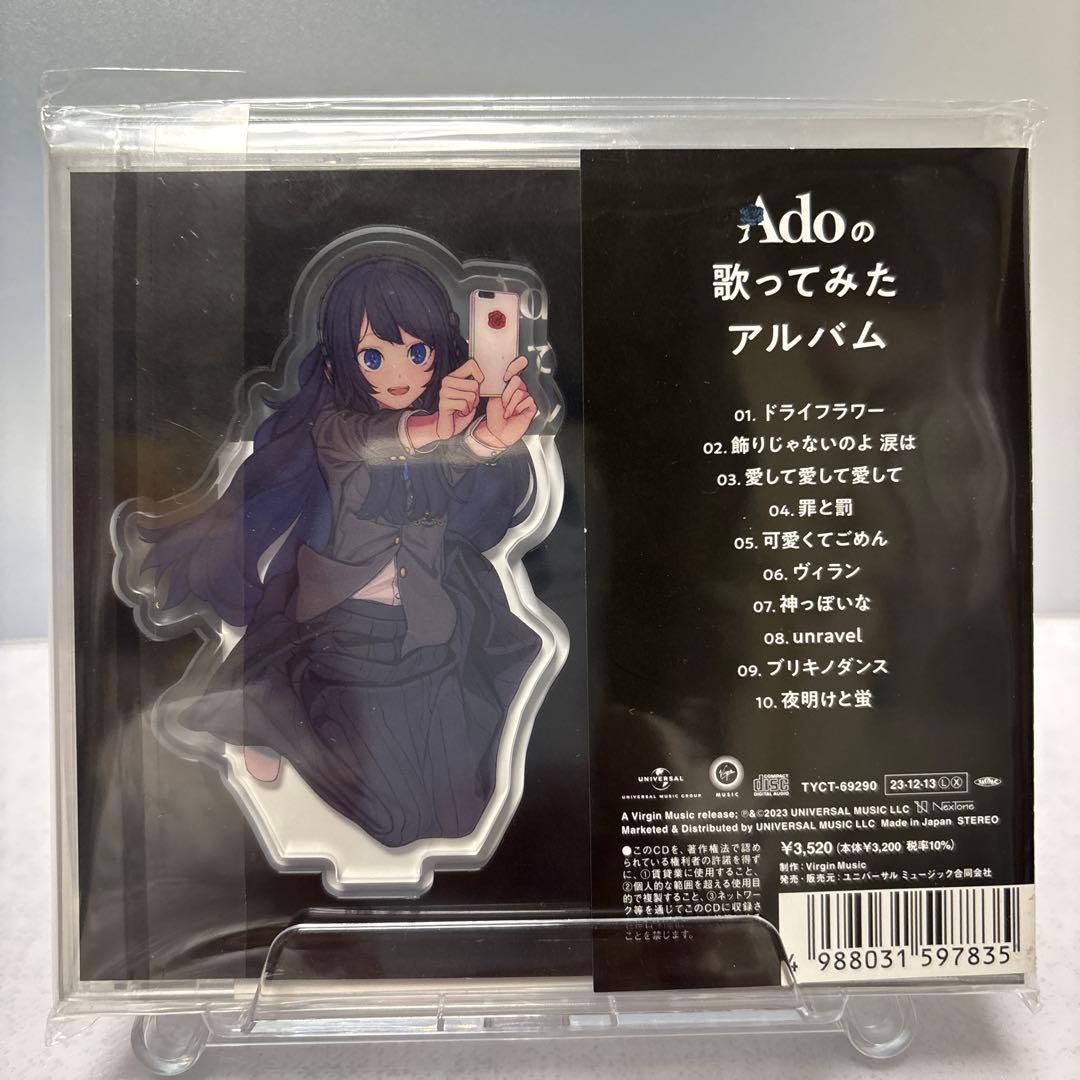 Adoの
歌ってみた
アルバム
01. ドライフラワー
02. 飾りじゃないのよ 涙は
03. 愛して愛して愛して
04. 罪と罰
05. 可愛くてごめん
06. ヴィラン
07. 神っぽいな
08. unravel
09. ブリキノダンス
10. 夜明けと蛍
UNIVERSAL
UNIVERSAL MUSIC GROUP
Virgin
MUSIC
COMPACT
disc
DIGITAL AUDIO
TYCT-69290
23·12·13ⓁⓍ
A Virgin Music release; ℗&©2023 UNIVERSAL MUSIC LLC NexTone
Marketed & Distributed by UNIVERSAL MUSIC LLC Made in Japan STEREO
●このCDを、著作権法で認め
られている権利者の許諾を得ず
に、①賃貸業に使用すること、
②個人的な範囲を超える使用目
的で複製すること、③ネットワー
ク等を通じてこのCDに収録さ
ことを禁じます。
¥3,520(本体¥3,200 税率10%)
制作:Virgin Music
発売・販売元:ユニバーサル ミュージック合同会社
4 988031 597835